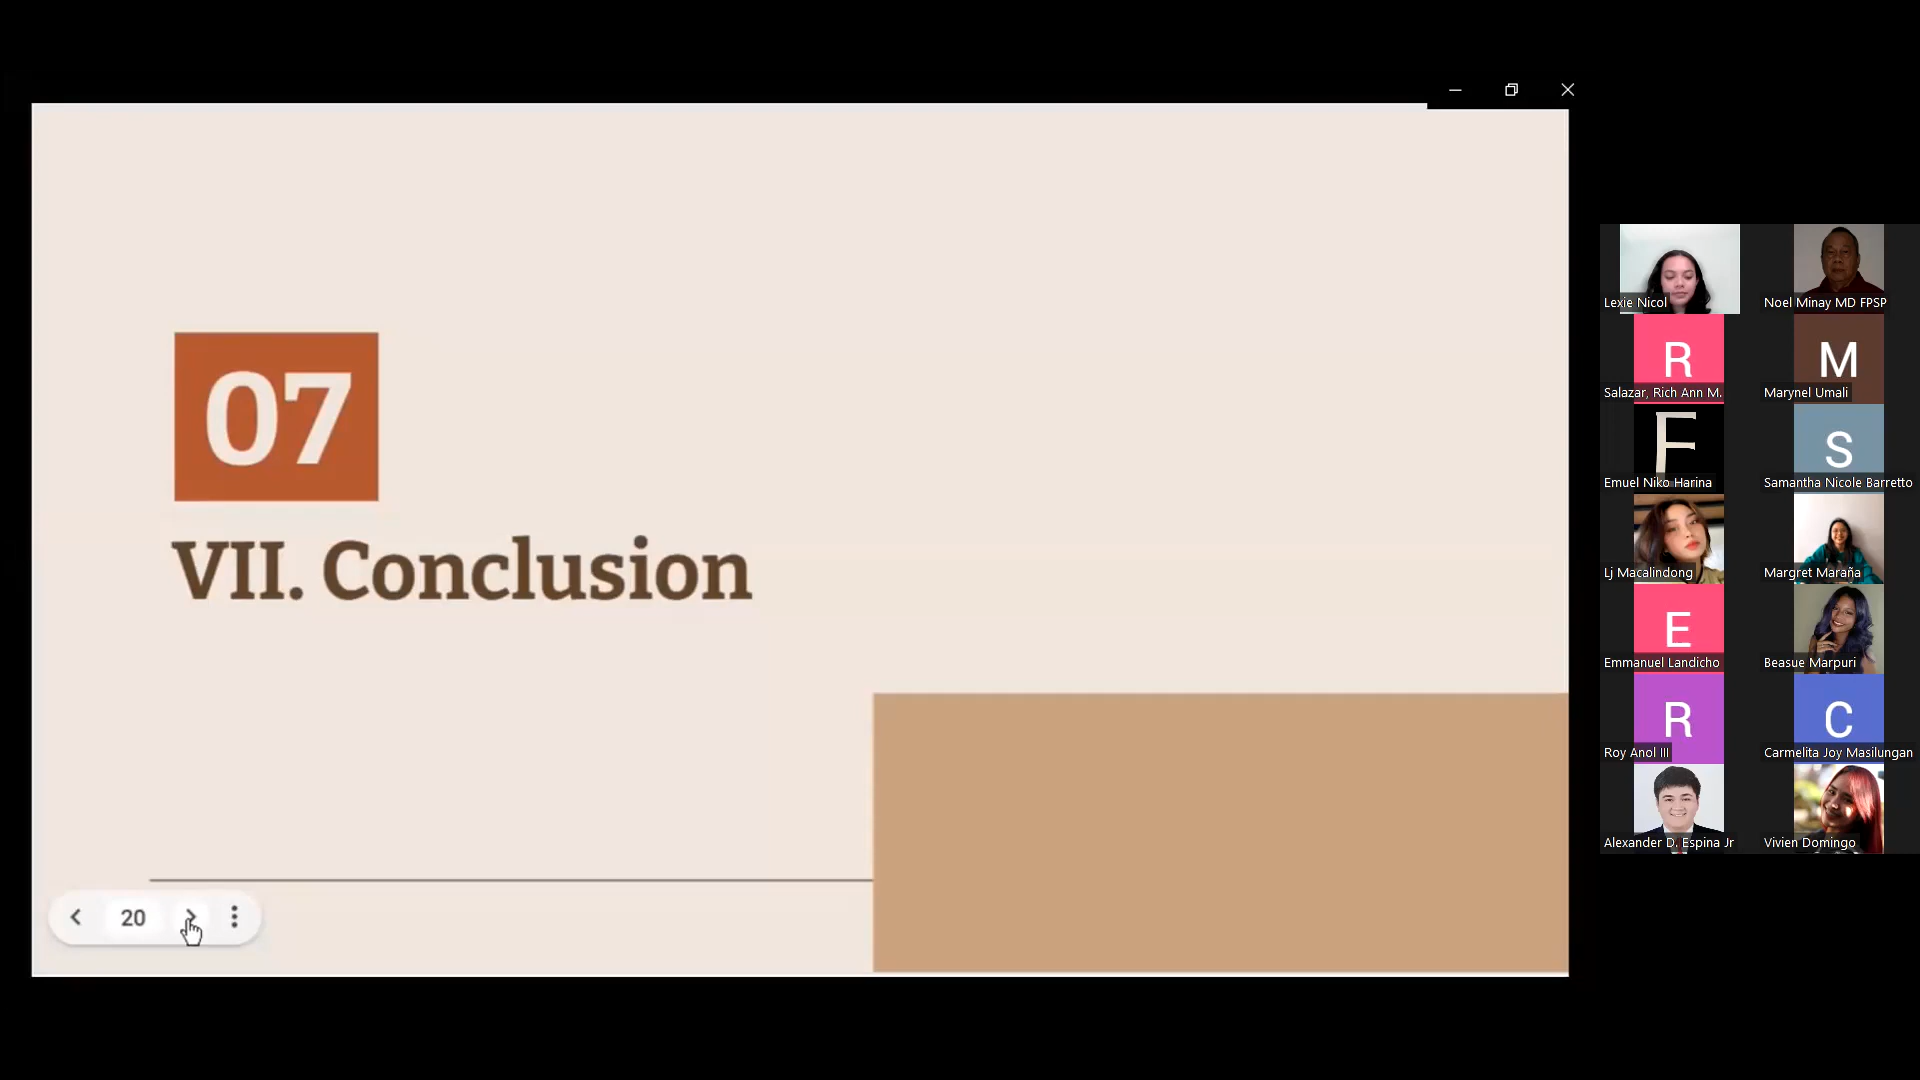 07
VII. Conclusion
20
Lexie Nicol
Noel Minay MD FPSP
R
Salazar, Rich Ann M.
M
Marynel Umali
F
Emuel Niko Harina
S
Samantha Nicole Barretto
Lj Macalindong
Margret Maraña
E
Emmanuel Landicho
Beasue Marpuri
R
Roy Anol III
C
Carmelita Joy Masilungan
Alexander D. Espina Jr
Vivien Domingo